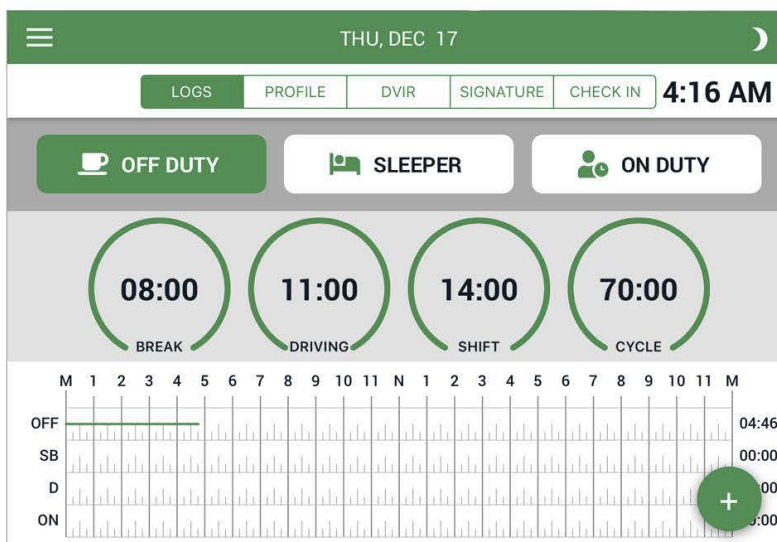 THU, DEC 17
LOGS PROFILE DVIR SIGNATURE CHECK IN 4:16 AM
OFF DUTY SLEEPER ON DUTY
08:00 11:00 14:00 70:00
BREAK DRIVING SHIFT CYCLE
M 1 2 3 4 5 6 7 8 9 10 11 N 1 2 3 4 5 6 7 8 9 10 11 M
OFF 04:46
SB 00:00
D :00
ON :00
+